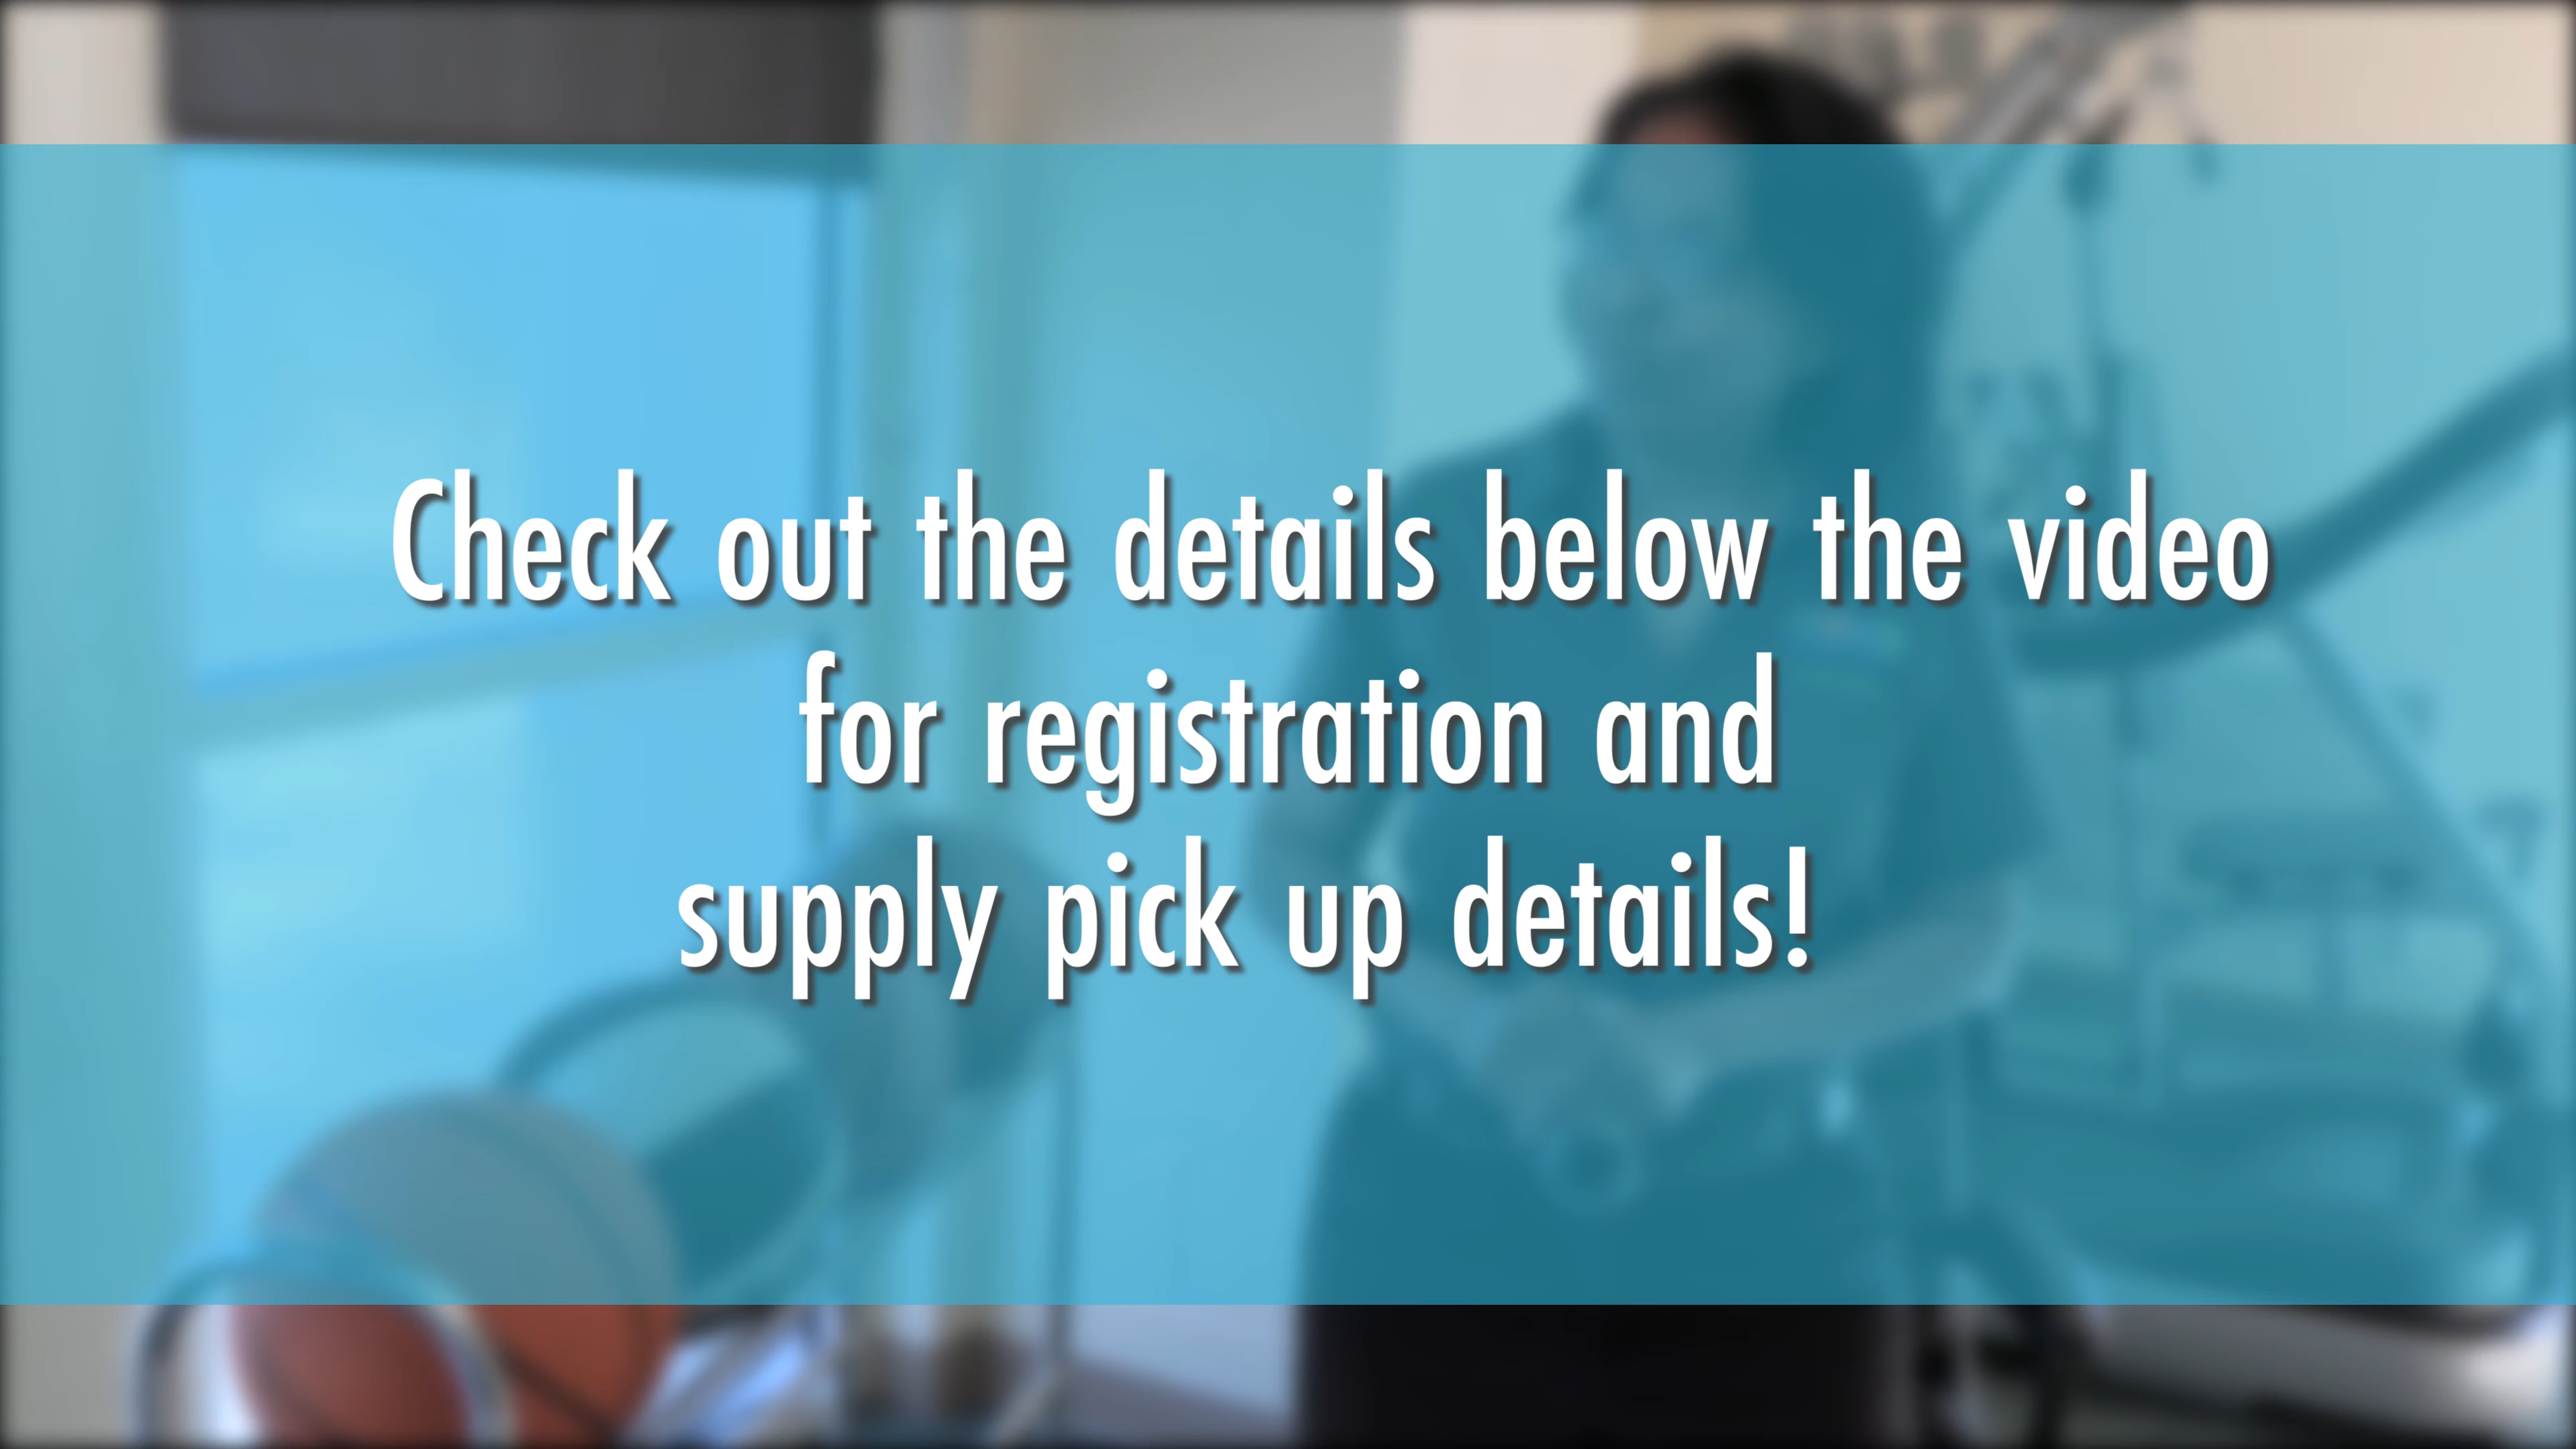 Check out the details below the video
for registration and
supply pick up details!